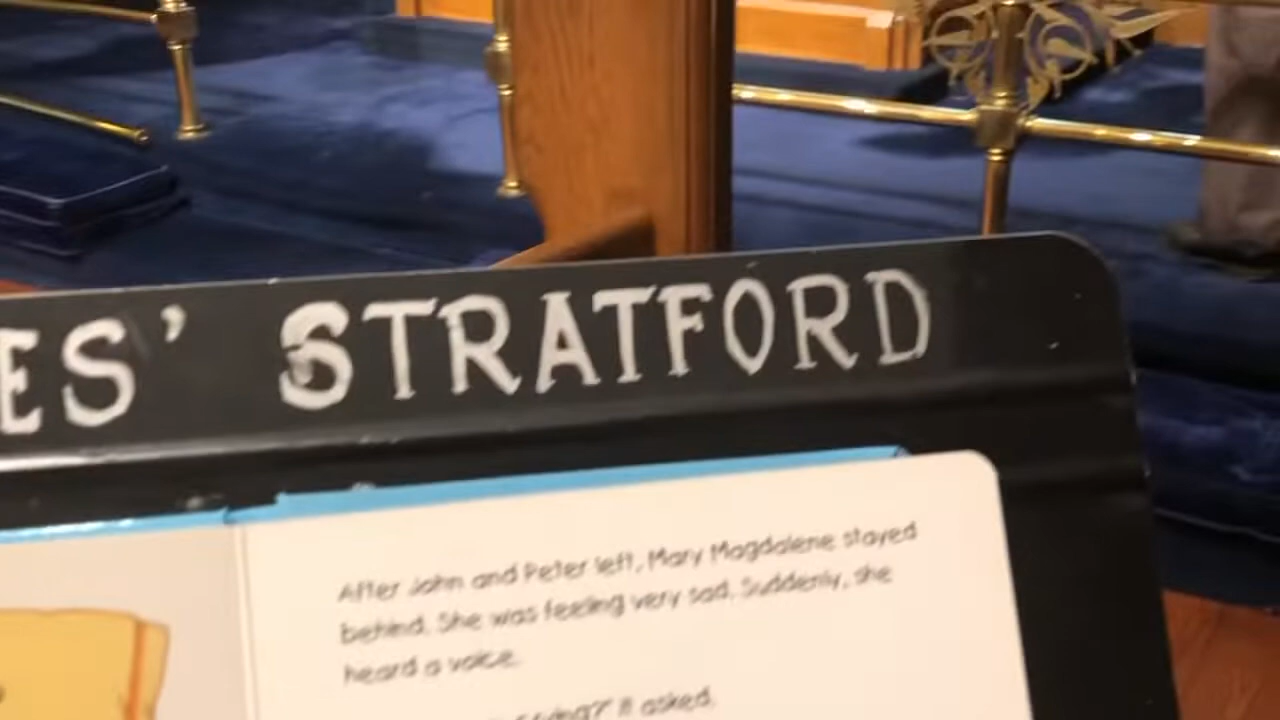 ES' STRATFORD
After John and Peter left, Mary Magdalene stayed
behind. She was feeling very sad. Suddenly, she
heard a voice.
crying?" it asked.